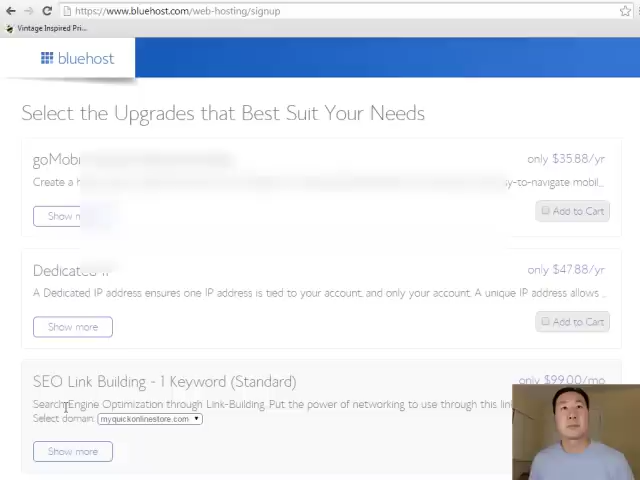 https://www.bluehost.com/web-hosting/signup
Vintage Inspired Pri...
bluehost
Select the Upgrades that Best Suit Your Needs
only $35.88/yr
Create a
-to-navigate mobil...
Show
Add to Cart
Dedicated
only $47.88/yr
A Dedicated IP address ensures one IP address is tied to your account, and only your account. A unique IP address allows ...
Show more
Add to Cart
SEO Link Building - 1 Keyword (Standard)
only $99.00/mo
Search Engine Optimization through Link-Building. Put the power of networking to use through this lin
Select domain: myquickonlinestore.com
Show more